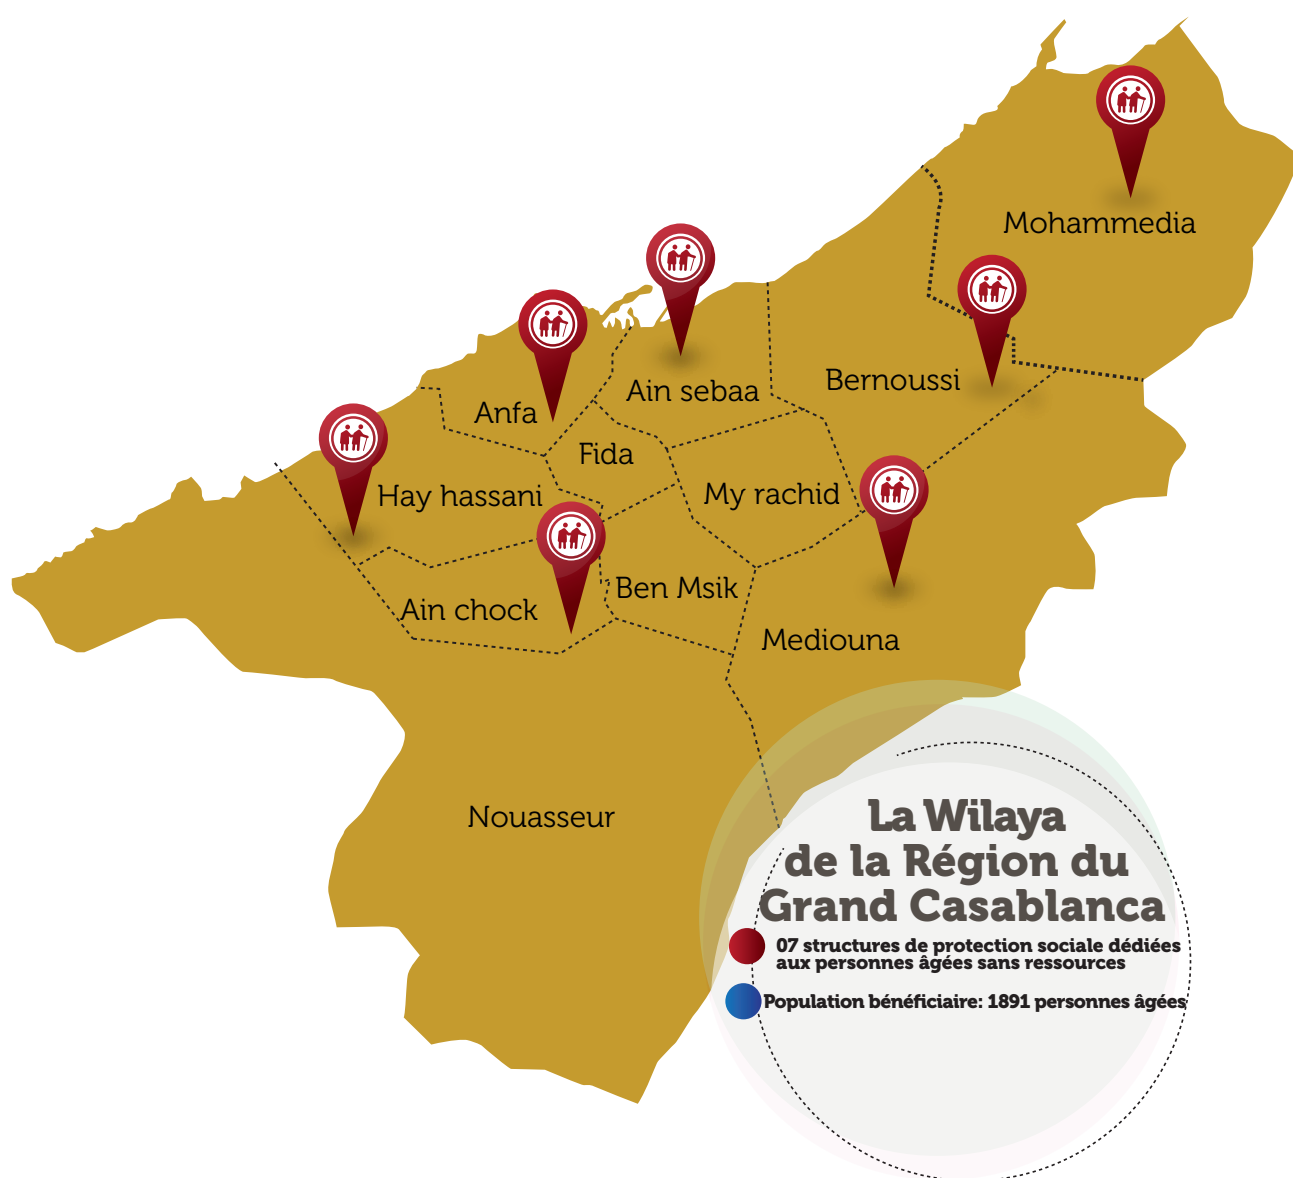 Mohammedia
Bernoussi
Ain sebaa
Anfa
Fida
Hay hassani
My rachid
Ben Msik
Ain chock
Mediouna
Nouasseur
La Wilaya
de la Région du
Grand Casablanca
07 structures de protection sociale dédiées
aux personnes âgées sans ressources
Population bénéficiaire: 1891 personnes âgées